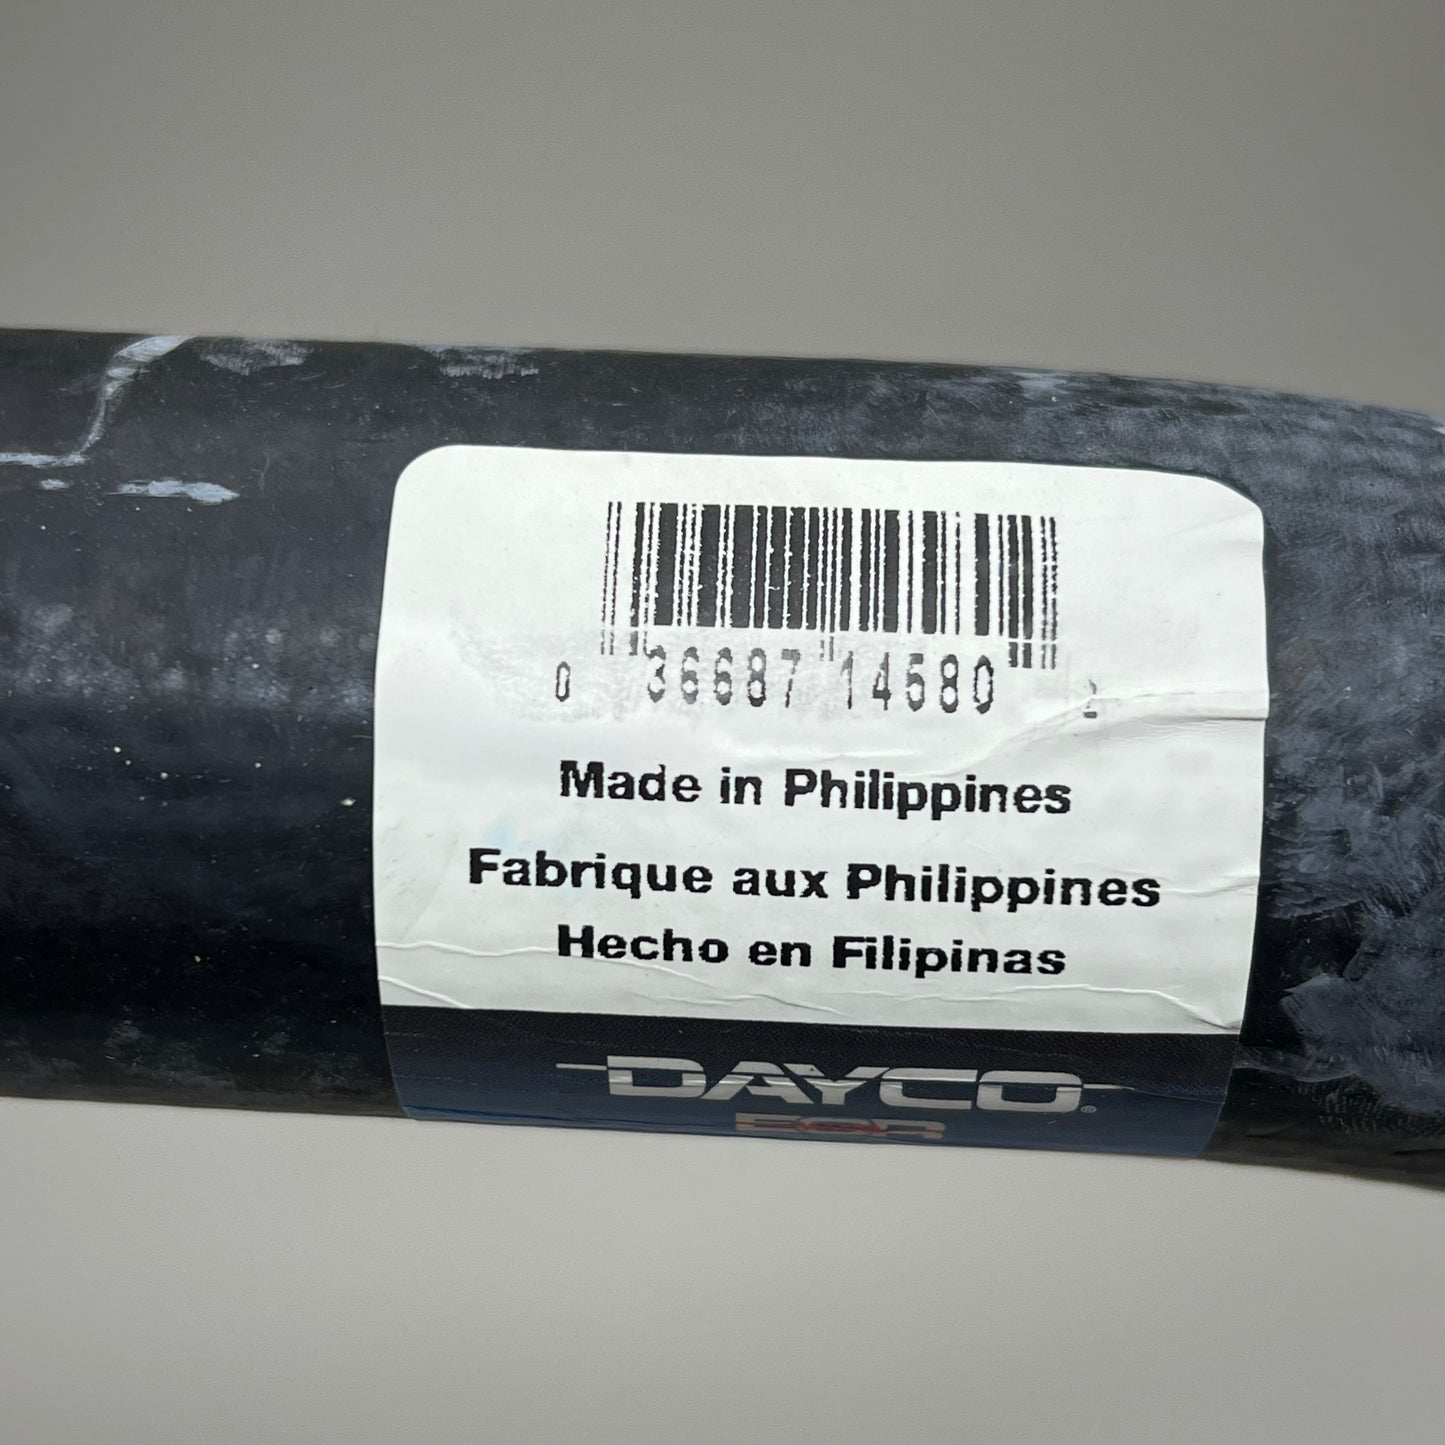 0 36687 14580 2
Made in Philippines
Fabrique aux Philippines
Hecho en Filipinas
DAYCO®